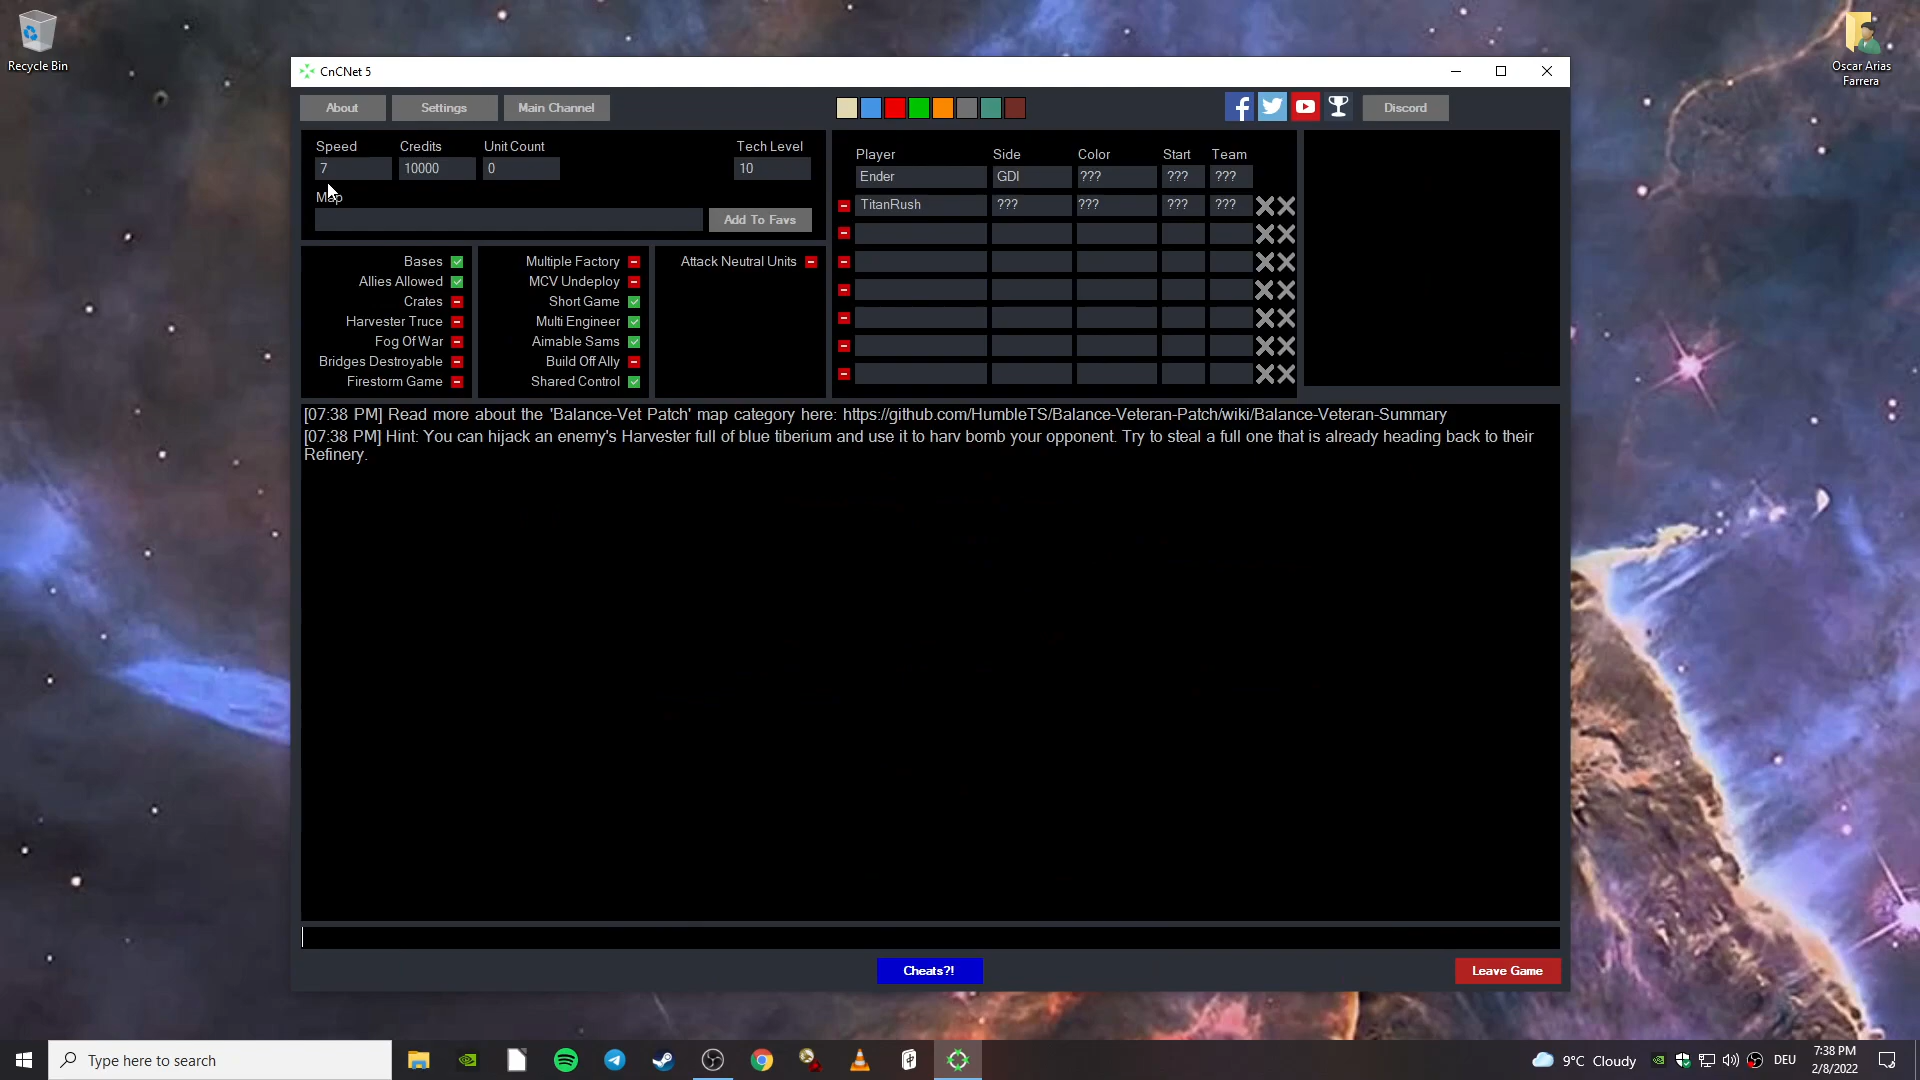 Recycle Bin
Oscar Arias
Farrera
CnCNet 5
About
Settings
Main Channel
Discord
Speed
Credits
Unit Count
Tech Level
7
10000
0
10
Map
Add To Favs
Player
Side
Color
Start
Team
Ender
GDI
???
???
???
TitanRush
???
???
???
???
Bases
Allies Allowed
Crates
Harvester Truce
Fog Of War
Bridges Destroyable
Firestorm Game
Multiple Factory
MCV Undeploy
Short Game
Multi Engineer
Aimable Sams
Build Off Ally
Shared Control
Attack Neutral Units
[07:38 PM] Read more about the 'Balance-Vet Patch' map category here: https://github.com/HumbleTS/Balance-Veteran-Patch/wiki/Balance-Veteran-Summary
[07:38 PM] Hint: You can hijack an enemy's Harvester full of blue tiberium and use it to harv bomb your opponent. Try to steal a full one that is already heading back to their
Refinery.
Cheats?!
Leave Game
Type here to search
9°C Cloudy
DEU
7:38 PM
2/8/2022